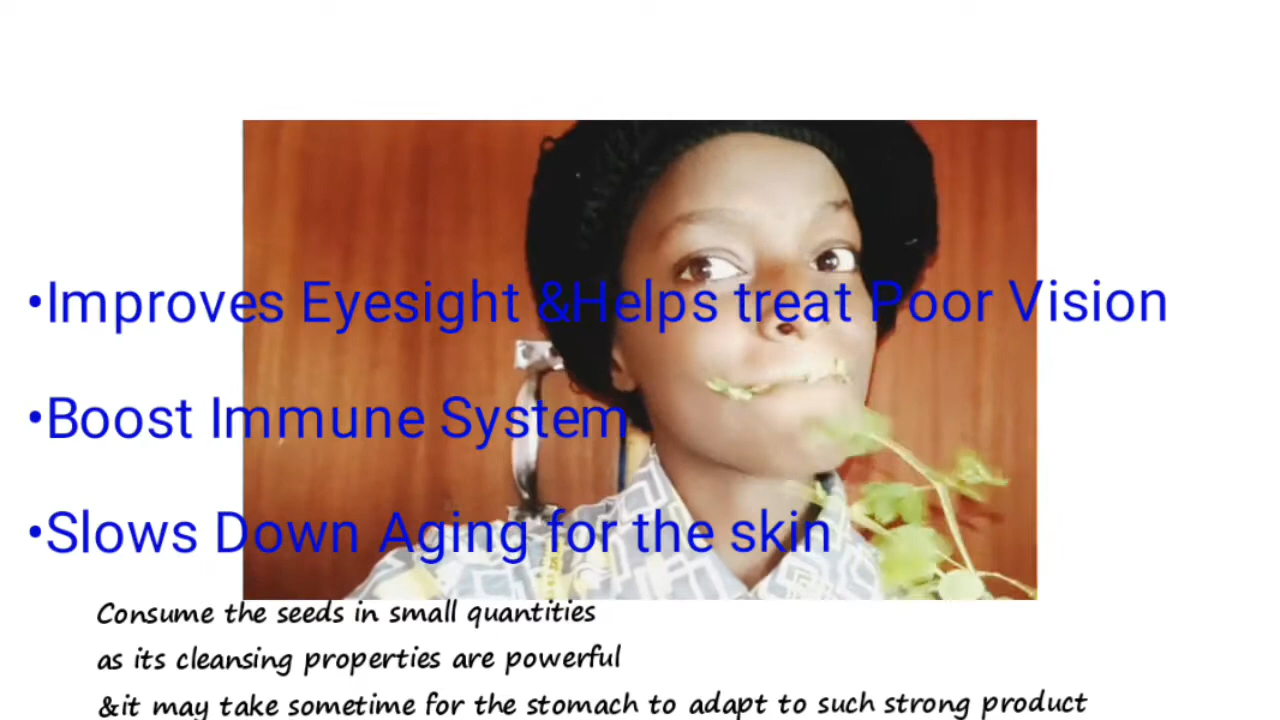 •Improves Eyesight &Helps treat Poor Vision
•Boost Immune System
•Slows Down Aging for the skin
Consume the seeds in small quantities
as its cleansing properties are powerful
&it may take sometime for the stomach to adapt to such strong product